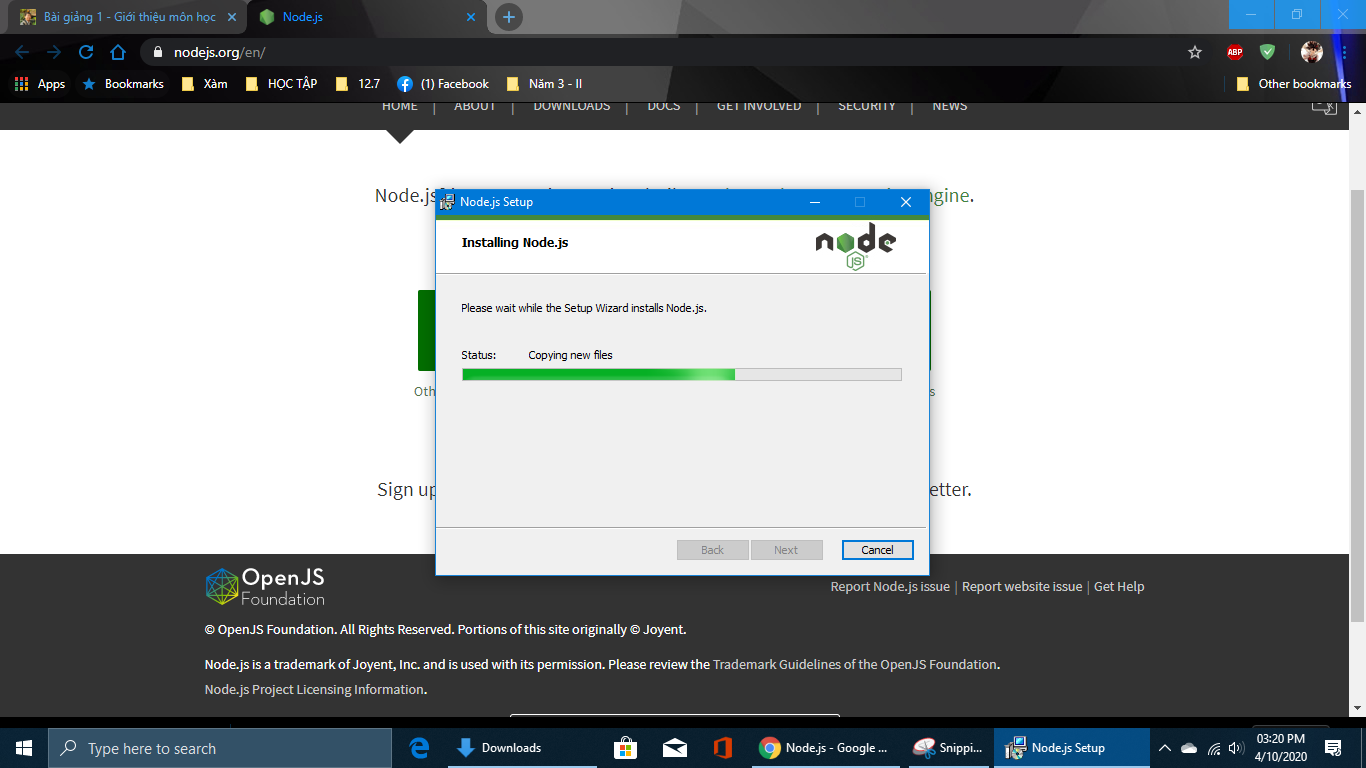 Bài giảng 1 - Giới thiệu môn học
Node.js
nodejs.org/en/
ABP
Apps
Bookmarks
Xàm
HỌC TẬP
12.7
(1) Facebook
Năm 3 - II
Other bookmarks
HOME
ABOUT
DOWNLOADS
DOCS
GET INVOLVED
SECURITY
NEWS
Node.js
Node.js Setup
Installing Node.js
node
JS
Please wait while the Setup Wizard installs Node.js.
Status: Copying new files
Sign up
Back
Next
Cancel
OpenJS
Foundation
Report Node.js issue | Report website issue | Get Help
© OpenJS Foundation. All Rights Reserved. Portions of this site originally © Joyent.
Node.js is a trademark of Joyent, Inc. and is used with its permission. Please review the Trademark Guidelines of the OpenJS Foundation.
Node.js Project Licensing Information.
Type here to search
Downloads
Node.js - Google ...
Snippi...
Node.js Setup
03:20 PM
4/10/2020